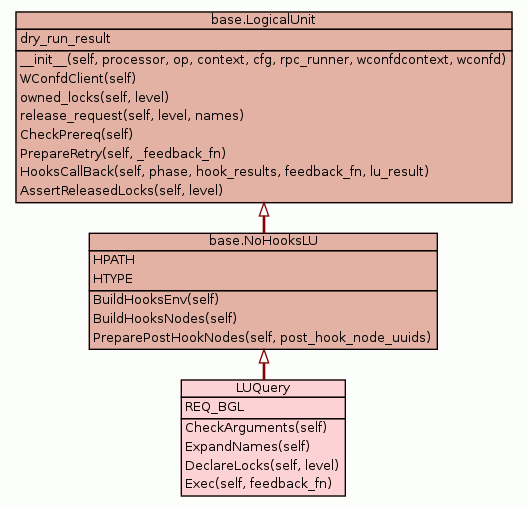 base.LogicalUnit
dry_run_result
__init__(self, processor, op, context, cfg, rpc_runner, wconfdcontext, wconfd)
WConfdClient(self)
owned_locks(self, level)
release_request(self, level, names)
CheckPrereq(self)
PrepareRetry(self, _feedback_fn)
HooksCallBack(self, phase, hook_results, feedback_fn, lu_result)
AssertReleasedLocks(self, level)
base.NoHooksLU
HPATH
HTYPE
BuildHooksEnv(self)
BuildHooksNodes(self)
PreparePostHookNodes(self, post_hook_node_uuids)
LUQuery
REQ_BGL
CheckArguments(self)
ExpandNames(self)
DeclareLocks(self, level)
Exec(self, feedback_fn)